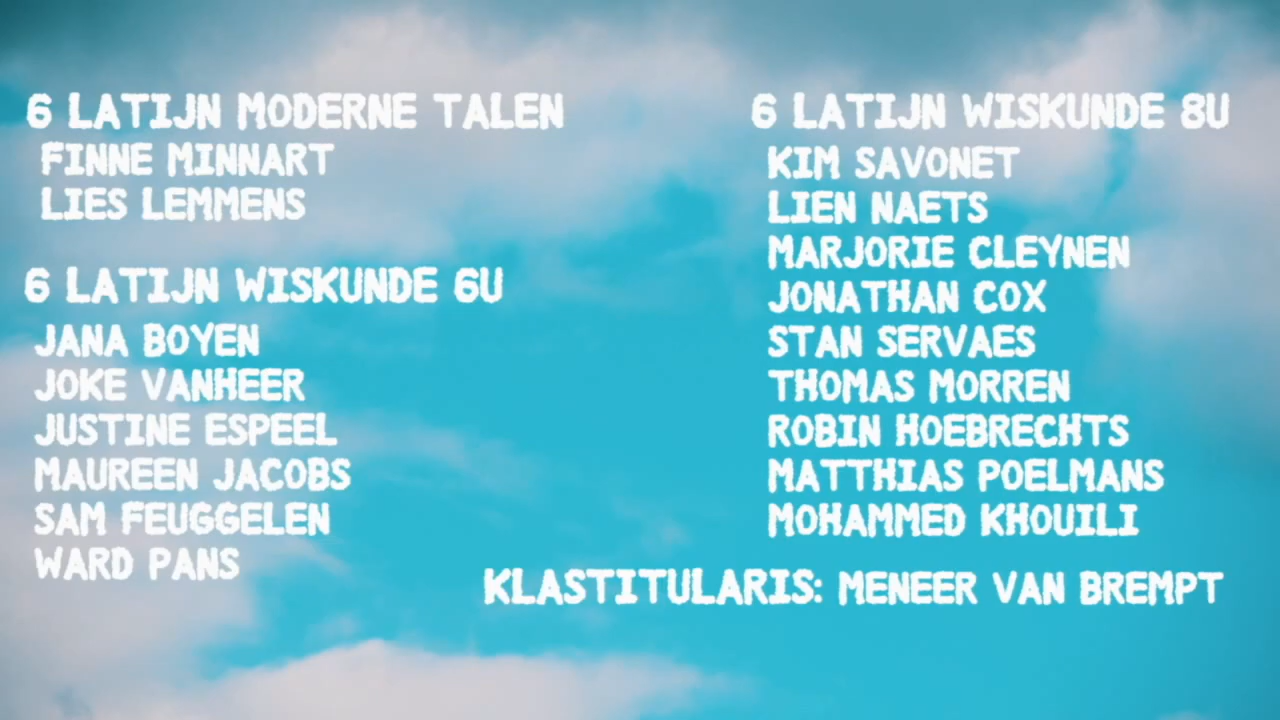 6 LATIJN MODERNE TALEN
FINNE MINNART
LIES LEMMENS
6 LATIJN WISKUNDE 6U
JANA BOYEN
JOKE VANHEER
JUSTINE ESPEEL
MAUREEN JACOBS
SAM FEUGGELEN
WARD PANS
6 LATIJN WISKUNDE 8U
KIM SAVONET
LIEN NAETS
MARJORIE CLEYNEN
JONATHAN COX
STAN SERVAES
THOMAS MORREN
ROBIN HOEBRECHTS
MATTHIAS POELMANS
MOHAMMED KHOUILI
KLASTITULARIS: MENEER VAN BREMPT